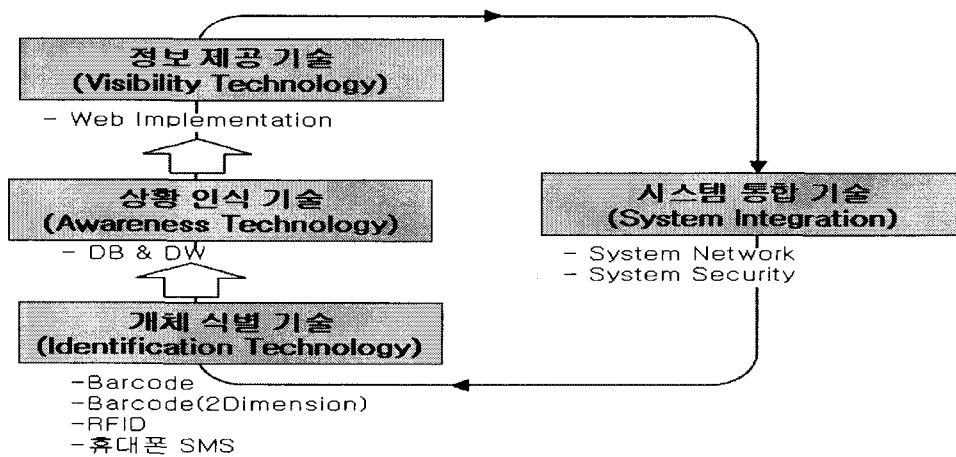 정보 제공 기술
(Visibility Technology)
- Web Implementation
상황 인식 기술
(Awareness Technology)
- DB & DW
개체 식별 기술
(Identification Technology)
-Barcode
-Barcode(2Dimension)
-RFID
-휴대폰 SMS
시스템 통합 기술
(System Integration)
- System Network
- System Security